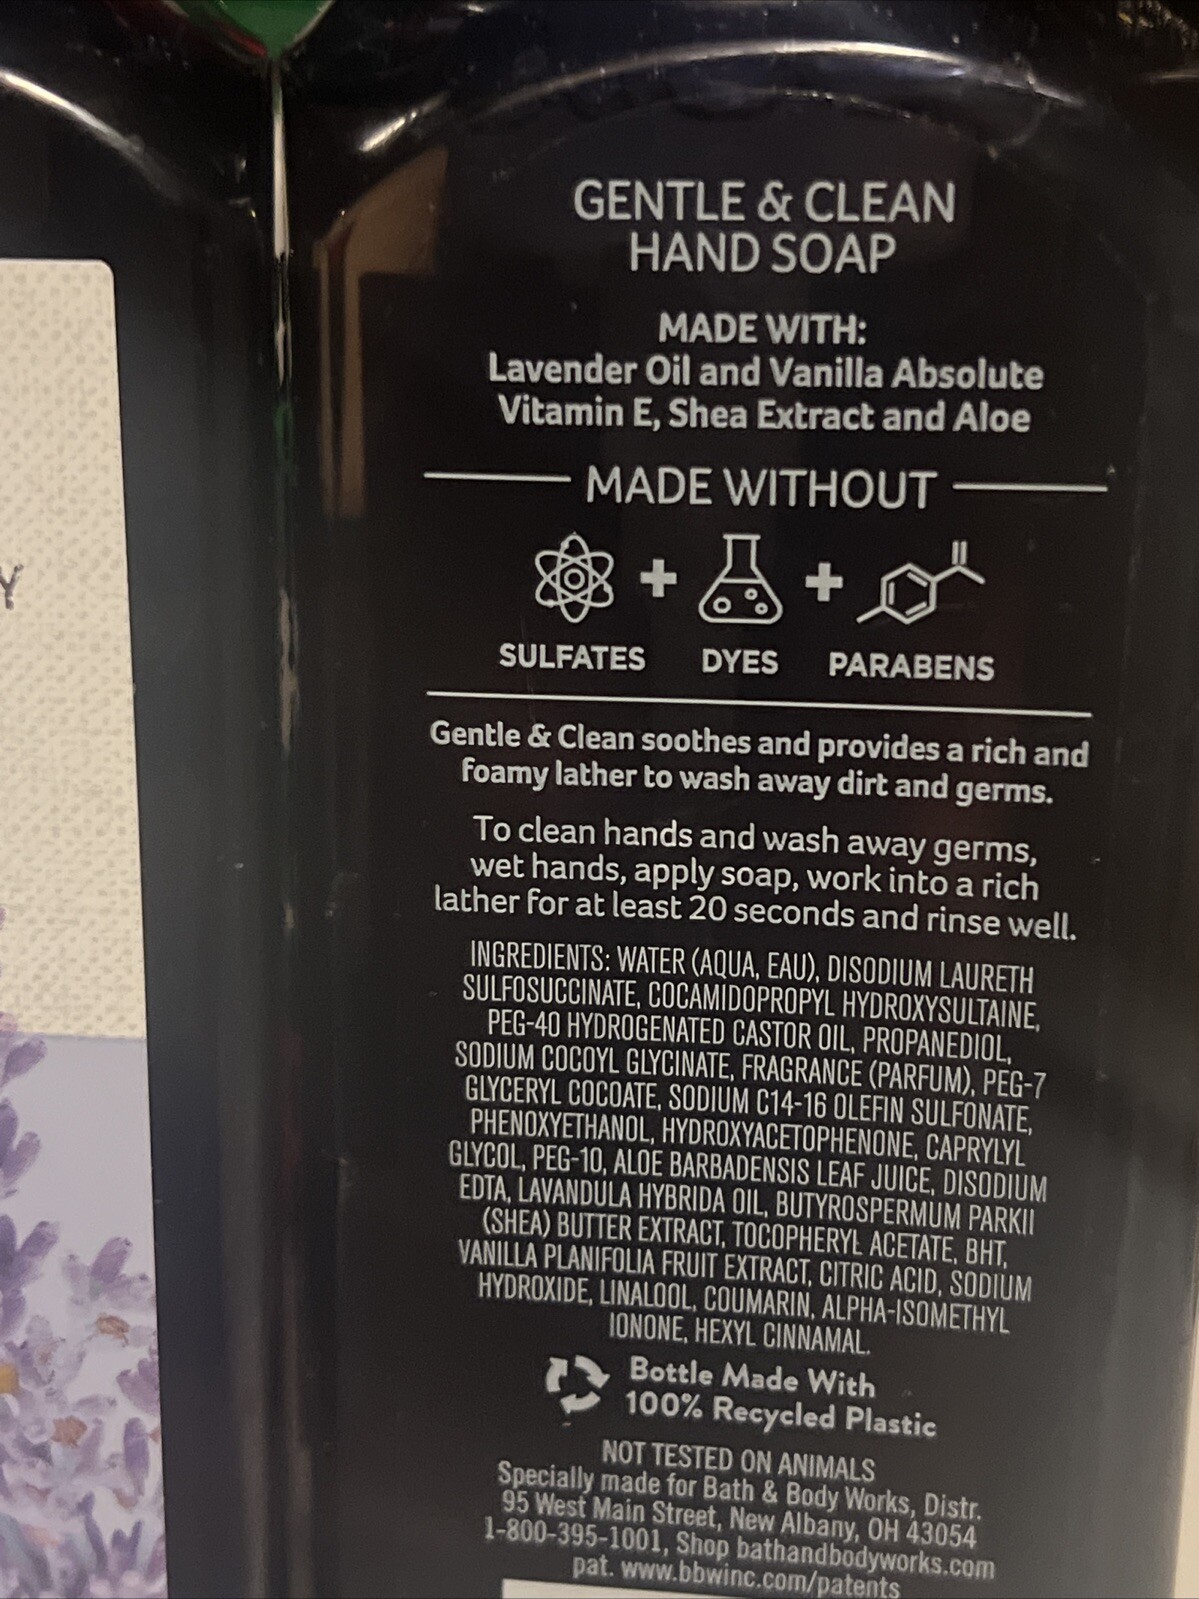 Y
GENTLE & CLEAN
HAND SOAP
MADE WITH:
Lavender Oil and Vanilla Absolute
Vitamin E, Shea Extract and Aloe
MADE WITHOUT
SULFATES + DYES + PARABENS
Gentle & Clean soothes and provides a rich and
foamy lather to wash away dirt and germs.
To clean hands and wash away germs,
wet hands, apply soap, work into a rich
lather for at least 20 seconds and rinse well.
INGREDIENTS: WATER (AQUA, EAU), DISODIUM LAURETH
SULFOSUCCINATE, COCAMIDOPROPYL HYDROXYSULTAINE,
PEG-40 HYDROGENATED CASTOR OIL, PROPANEDIOL,
SODIUM COCOYL GLYCINATE, FRAGRANCE (PARFUM), PEG-7
GLYCERYL COCOATE, SODIUM C14-16 OLEFIN SULFONATE,
PHENOXYETHANOL, HYDROXYACETOPHENONE, CAPRYLYL
GLYCOL, PEG-10, ALOE BARBADENSIS LEAF JUICE, DISODIUM
EDTA, LAVANDULA HYBRIDA OIL, BUTYROSPERMUM PARKII
(SHEA) BUTTER EXTRACT, TOCOPHERYL ACETATE, BHT,
VANILLA PLANIFOLIA FRUIT EXTRACT, CITRIC ACID, SODIUM
HYDROXIDE, LINALOOL, COUMARIN, ALPHA-ISOMETHYL
IONONE, HEXYL CINNAMAL.
Bottle Made With
100% Recycled Plastic
NOT TESTED ON ANIMALS
Specially made for Bath & Body Works, Distr.
95 West Main Street, New Albany, OH 43054
1-800-395-1001, Shop bathandbodyworks.com
pat. www.bbwinc.com/patents